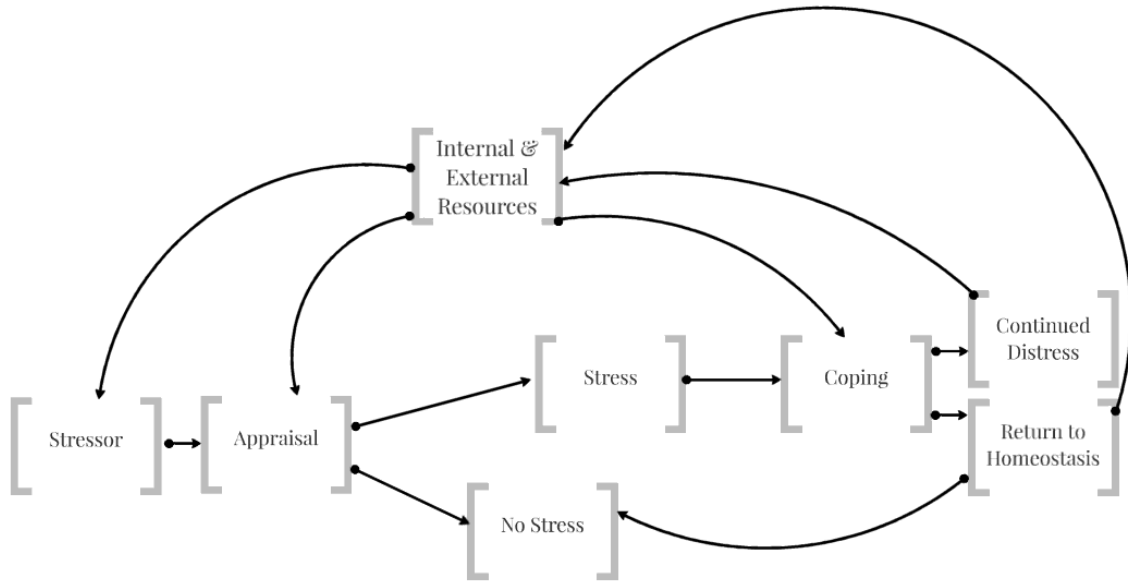 Internal &
External
Resources
Continued
Distress
Stress
Coping
Stressor
Appraisal
Return to
Homeostasis
No Stress